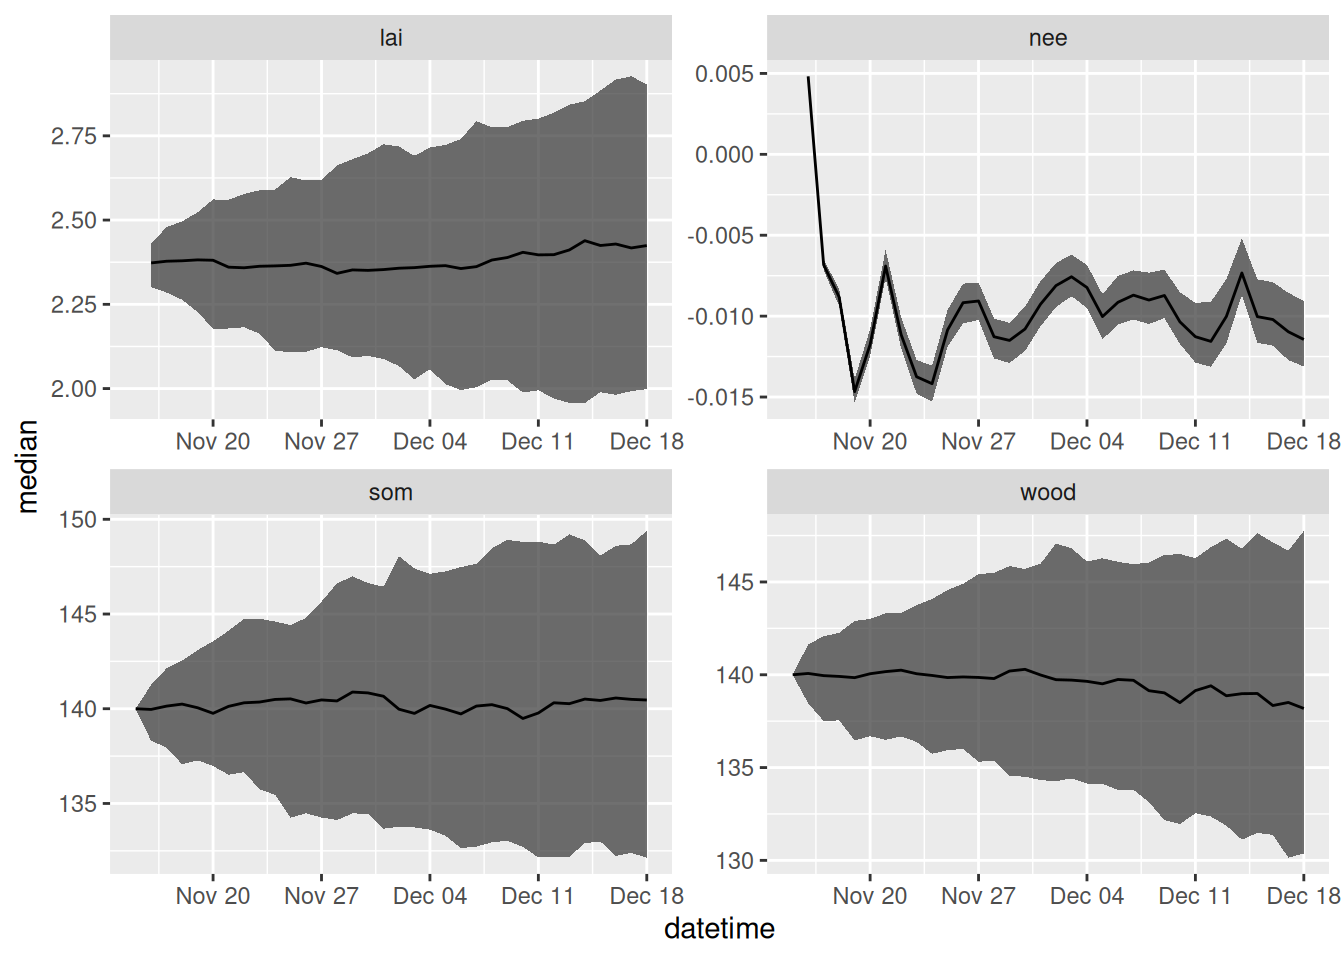 lai
nee
2.75
2.50
2.25
2.00
0.005
0.000
-0.005
-0.010
-0.015
Nov 20 Nov 27 Dec 04 Dec 11 Dec 18
Nov 20 Nov 27 Dec 04 Dec 11 Dec 18
median
som
wood
150
145
140
135
145
140
135
130
Nov 20 Nov 27 Dec 04 Dec 11 Dec 18
Nov 20 Nov 27 Dec 04 Dec 11 Dec 18
datetime